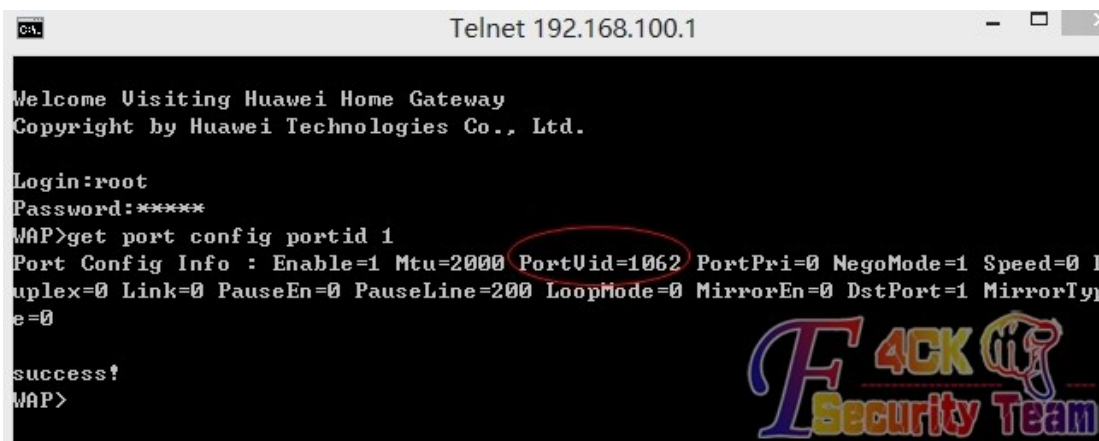 C:\.
Telnet 192.168.100.1
Welcome Visiting Huawei Home Gateway
Copyright by Huawei Technologies Co., Ltd.
Login:root
Password:*****
WAP>get port config portid 1
Port Config Info : Enable=1 Mtu=2000 PortVid=1062 PortPri=0 NegoMode=1 Speed=0
uplex=0 Link=0 PauseEn=0 PauseLine=200 LoopMode=0 MirrorEn=0 DstPort=1 MirrorTyp
e=0
success!
WAP>
F4CK
Security Team